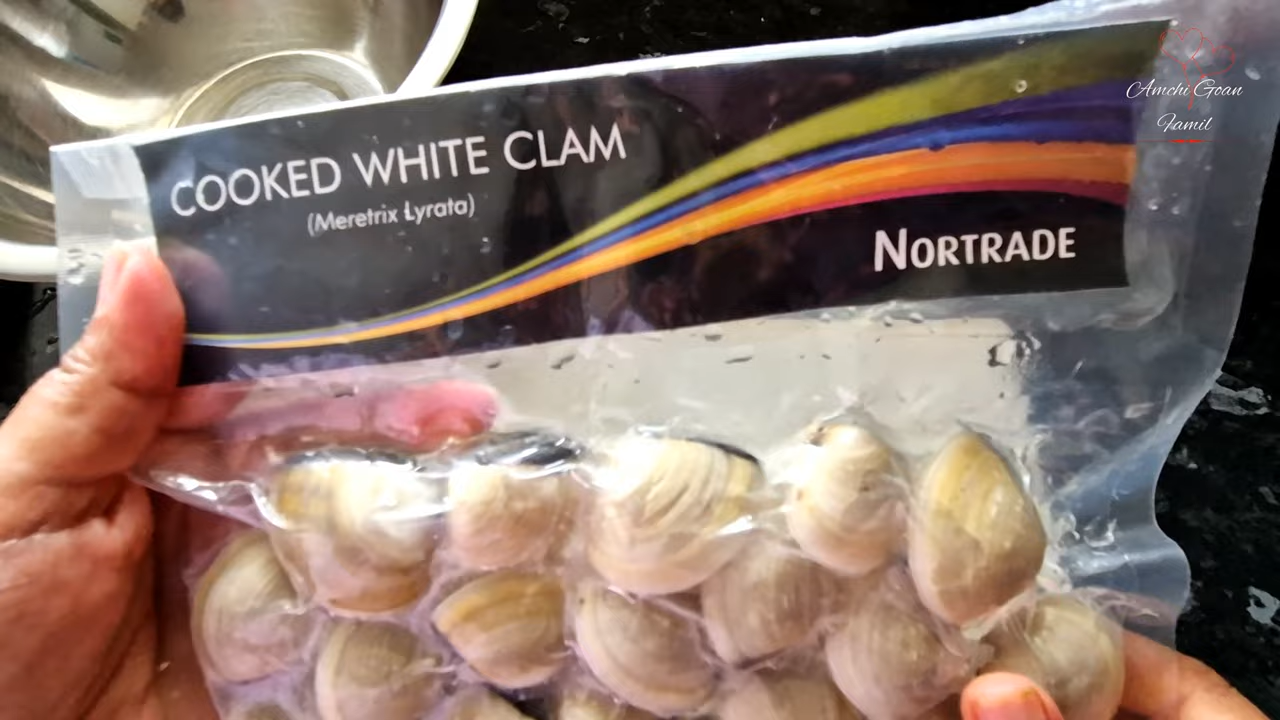 COOKED WHITE CLAM
(Meretrix Lyrata)
NORTRADE
Amchi Goan
Famil